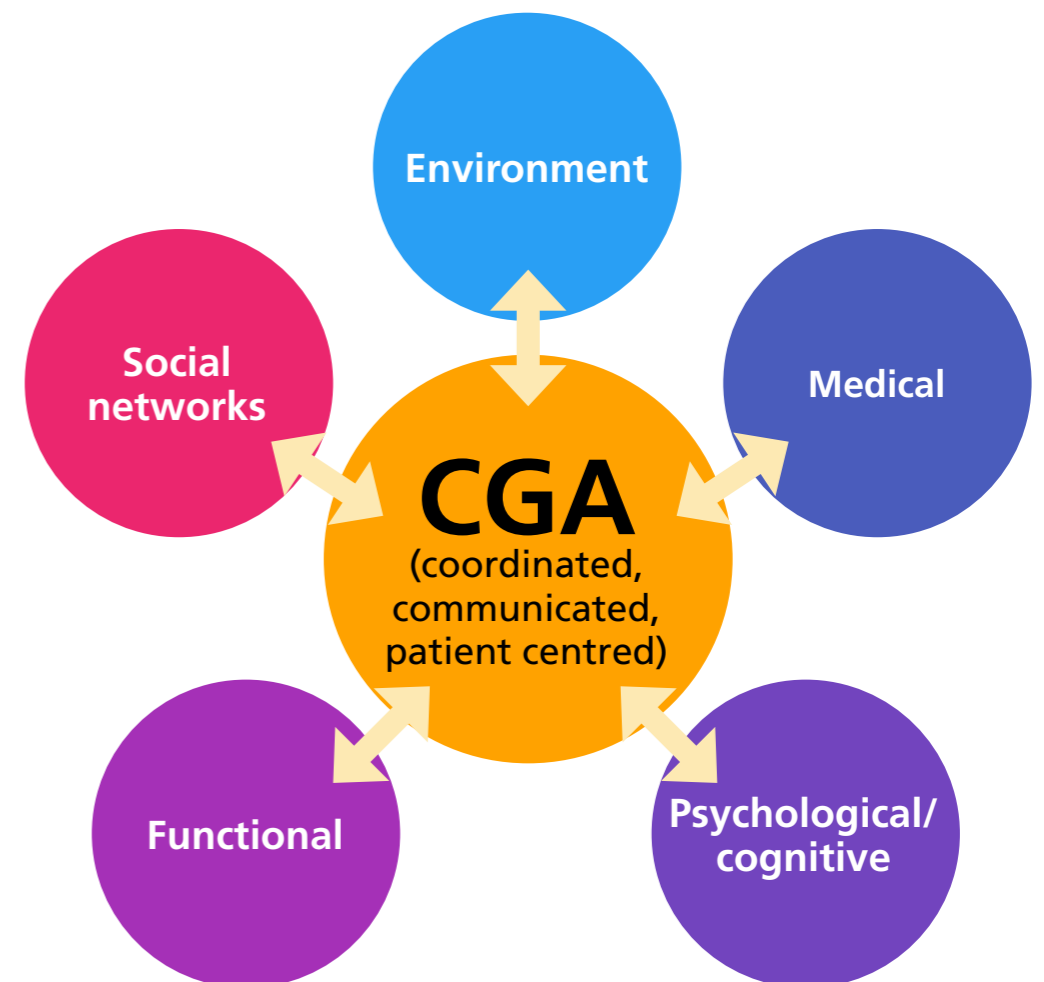 Environment
Social
networks
Medical
CGA
(coordinated,
communicated,
patient centred)
Functional
Psychological/
cognitive